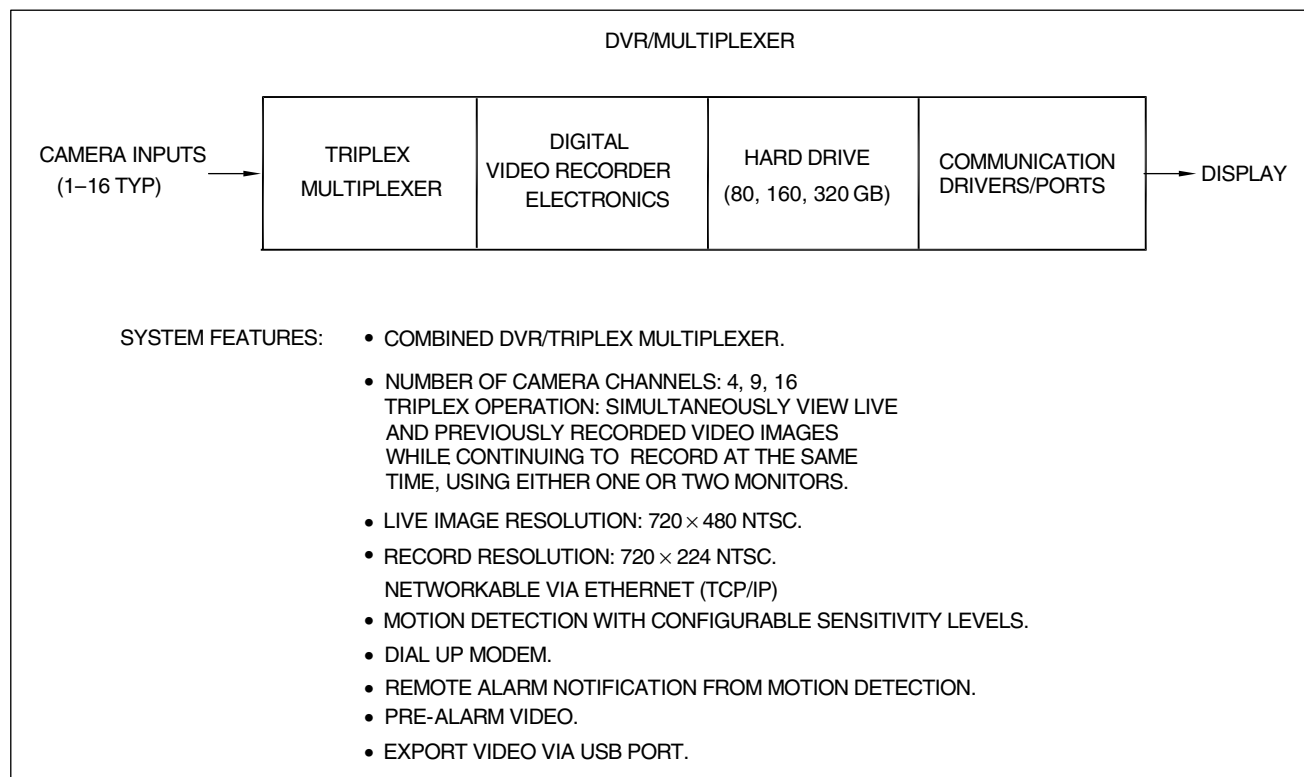 DVR/MULTIPLEXER
CAMERA INPUTS
(1–16 TYP)
TRIPLEX
MULTIPLEXER
DIGITAL
VIDEO RECORDER
ELECTRONICS
HARD DRIVE
(80, 160, 320 GB)
COMMUNICATION
DRIVERS/PORTS
DISPLAY
SYSTEM FEATURES:
• COMBINED DVR/TRIPLEX MULTIPLEXER.
• NUMBER OF CAMERA CHANNELS: 4, 9, 16
TRIPLEX OPERATION: SIMULTANEOUSLY VIEW LIVE
AND PREVIOUSLY RECORDED VIDEO IMAGES
WHILE CONTINUING TO RECORD AT THE SAME
TIME, USING EITHER ONE OR TWO MONITORS.
• LIVE IMAGE RESOLUTION: 720 × 480 NTSC.
• RECORD RESOLUTION: 720 × 224 NTSC.
NETWORKABLE VIA ETHERNET (TCP/IP)
• MOTION DETECTION WITH CONFIGURABLE SENSITIVITY LEVELS.
• DIAL UP MODEM.
• REMOTE ALARM NOTIFICATION FROM MOTION DETECTION.
• PRE-ALARM VIDEO.
• EXPORT VIDEO VIA USB PORT.